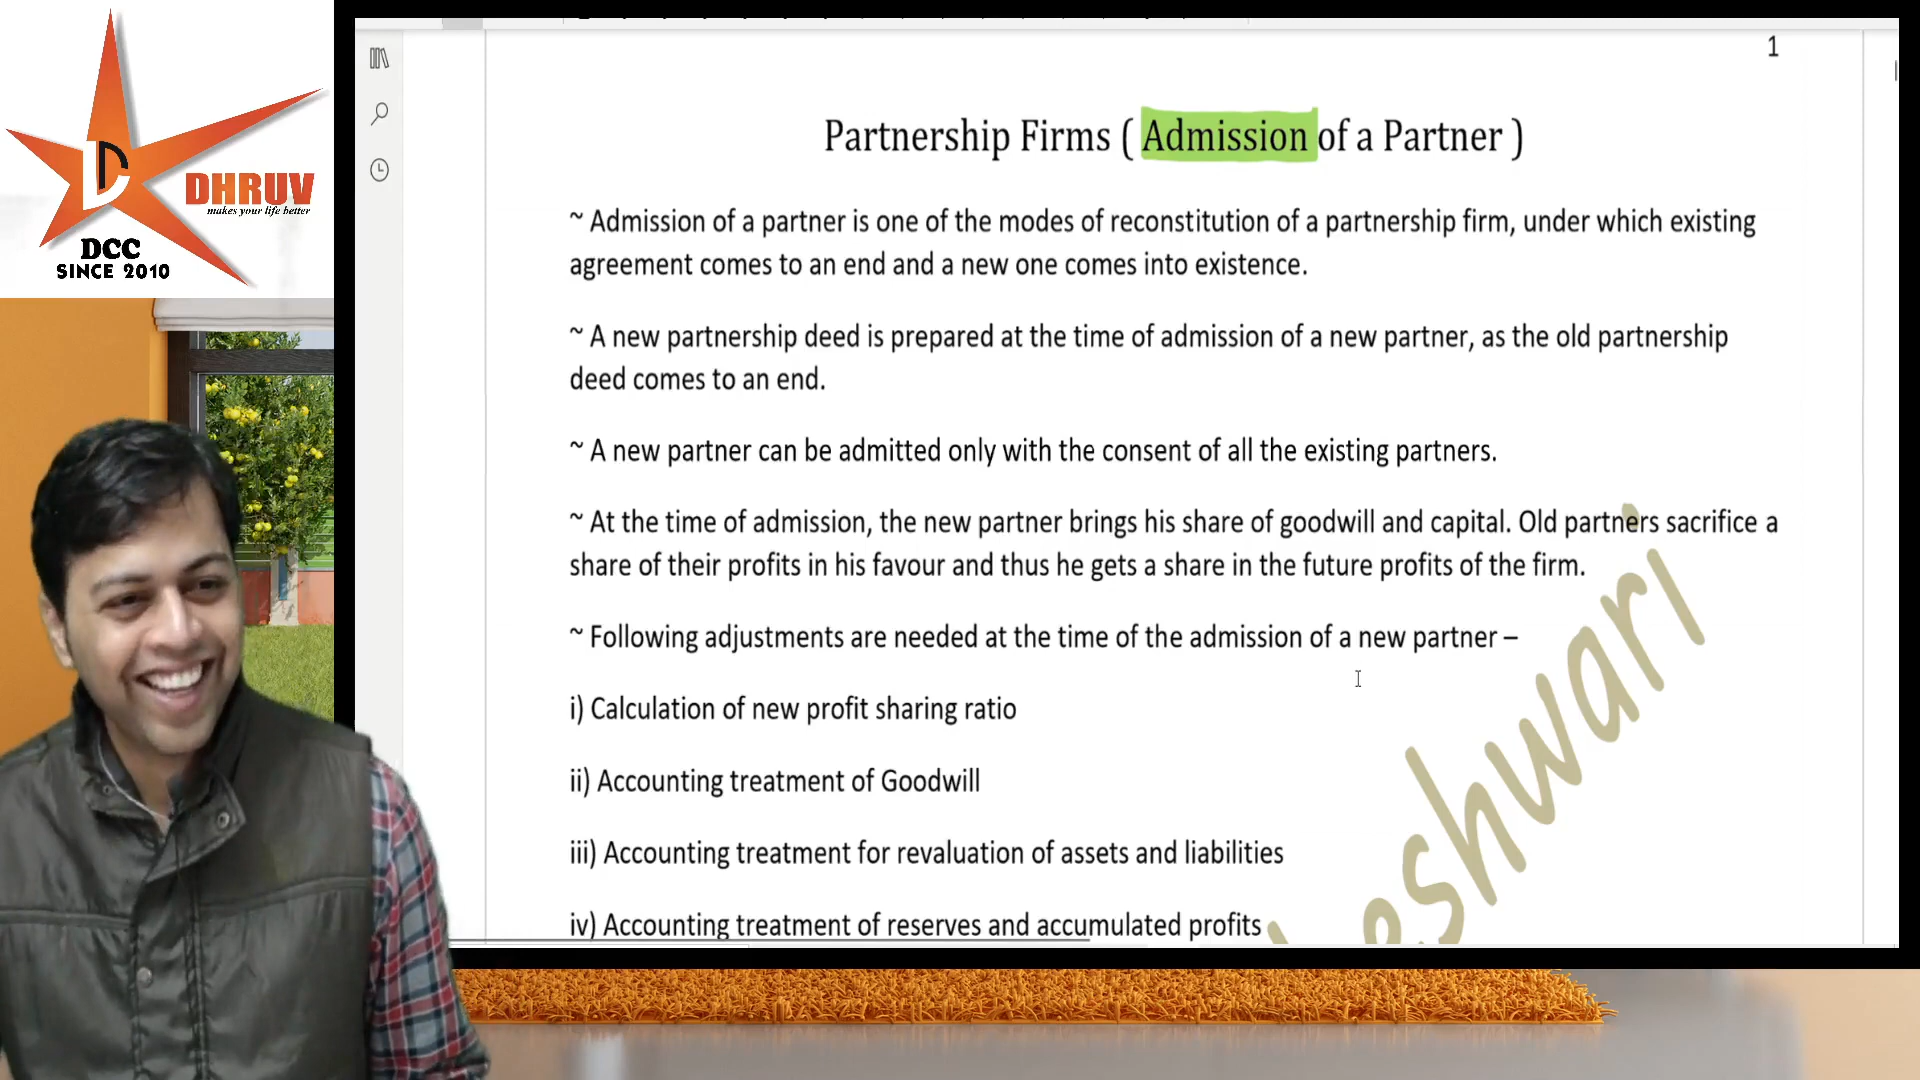 D
DHRUV
makes your life better
DCC
SINCE 2010
1
Partnership Firms ( Admission of a Partner )
~ Admission of a partner is one of the modes of reconstitution of a partnership firm, under which existing
agreement comes to an end and a new one comes into existence.
~ A new partnership deed is prepared at the time of admission of a new partner, as the old partnership
deed comes to an end.
~ A new partner can be admitted only with the consent of all the existing partners.
~ At the time of admission, the new partner brings his share of goodwill and capital. Old partners sacrifice a
share of their profits in his favour and thus he gets a share in the future profits of the firm.
~ Following adjustments are needed at the time of the admission of a new partner –
i) Calculation of new profit sharing ratio
ii) Accounting treatment of Goodwill
iii) Accounting treatment for revaluation of assets and liabilities
iv) Accounting treatment of reserves and accumulated profits
eshwari